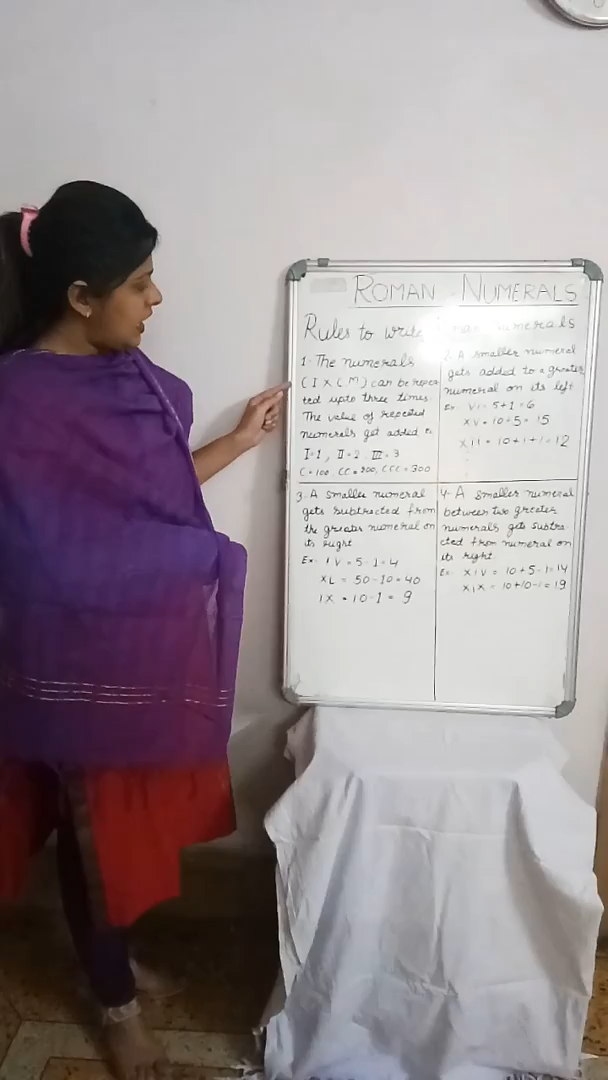 ROMAN NUMERALS
Rules to write numerals
1. The numerals
(I X C M) can be repea
ted upto three times.
The value of repeated
numerals get added
I=1, II=2, III=3
C=100, CC=200, CCC=300
2. A smaller numeral
gets added to a greater
numeral on its left
Ex- VI = 5+1=6
XV = 10+5=15
XII = 10+1+1=12
3. A smaller numeral
gets subtracted from
the greater numeral on
its right
Ex- IV = 5-1=4
XL = 50-10=40
IX = 10-1= 9
4- A smaller numeral
between two greater
numerals gets subtra-
cted from numeral on
its right.
Ex- XIV = 10+5-1=14
XIX = 10+10-1=19